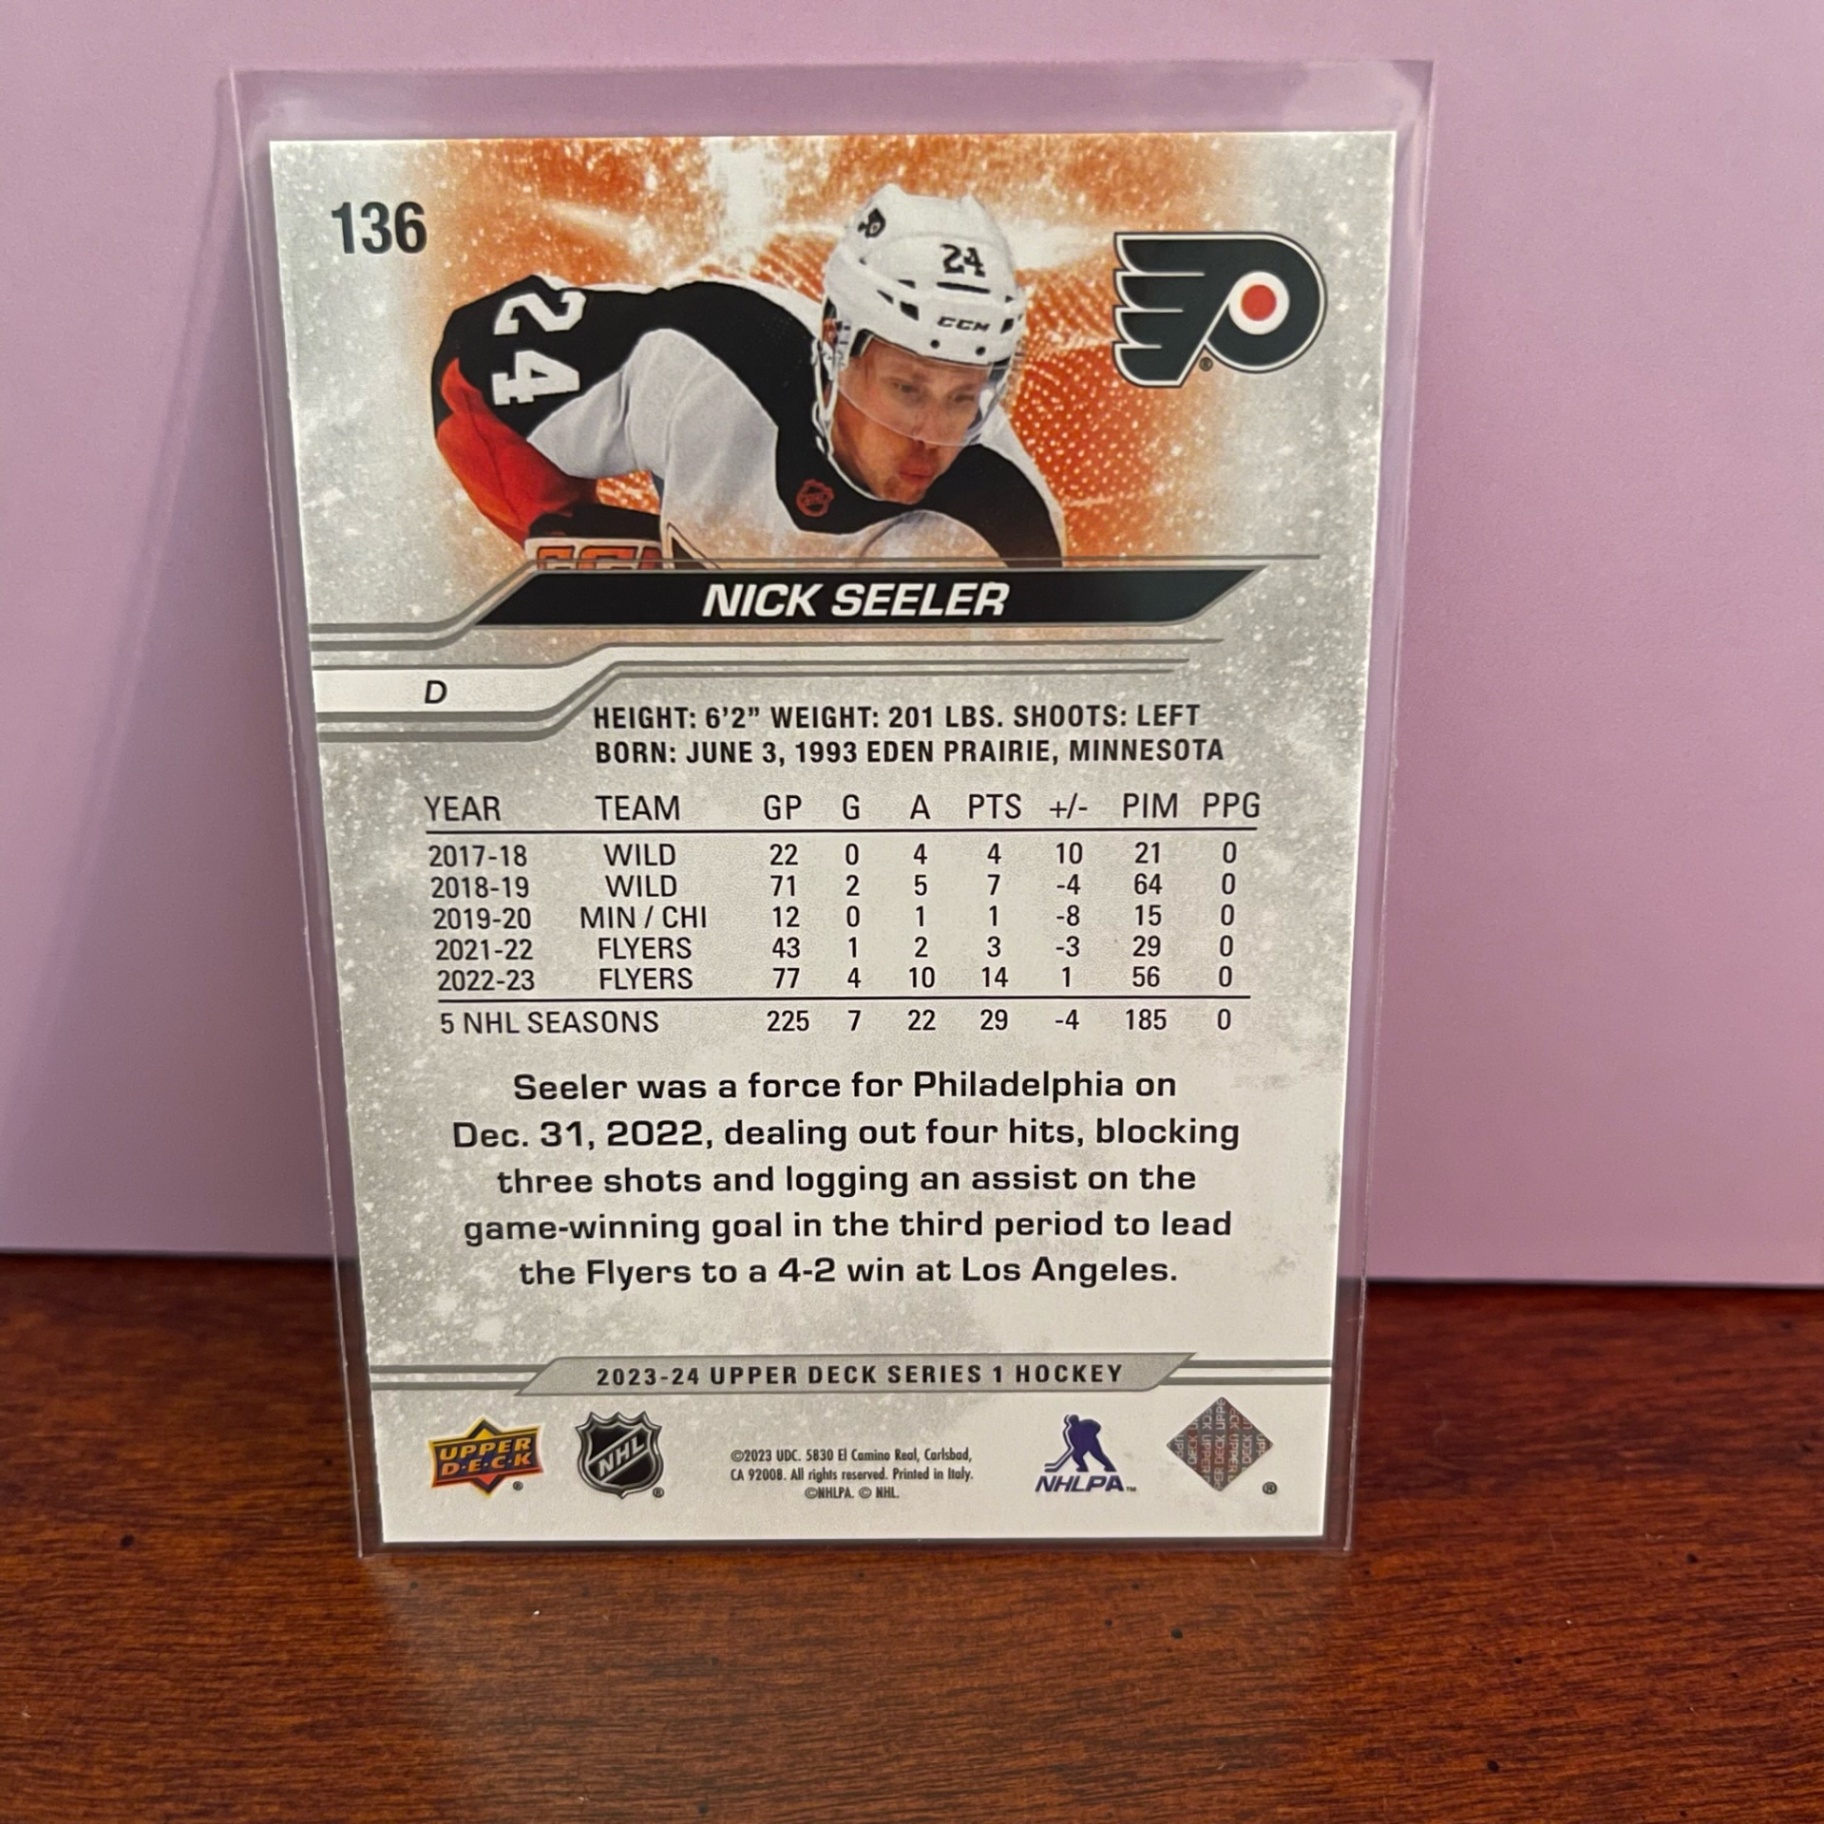 136
24
CCM
24
NICK SEELER
D
HEIGHT: 6'2" WEIGHT: 201 LBS. SHOOTS: LEFT
BORN: JUNE 3, 1993 EDEN PRAIRIE, MINNESOTA
YEAR TEAM GP G A PTS +/- PIM PPG
2017-18 WILD 22 0 4 4 10 21 0
2018-19 WILD 71 2 5 7 -4 64 0
2019-20 MIN / CHI 12 0 1 1 -8 15 0
2021-22 FLYERS 43 1 2 3 -3 29 0
2022-23 FLYERS 77 4 10 14 1 56 0
5 NHL SEASONS 225 7 22 29 -4 185 0
Seeler was a force for Philadelphia on
Dec. 31, 2022, dealing out four hits, blocking
three shots and logging an assist on the
game-winning goal in the third period to lead
the Flyers to a 4-2 win at Los Angeles.
2023-24 UPPER DECK SERIES 1 HOCKEY
UPPER
D·E·C·K
NHL
©2023 UDC. 5830 El Camino Real, Carlsbad,
CA 92008. All rights reserved. Printed in Italy.
©NHLPA. © NHL.
NHLPA™